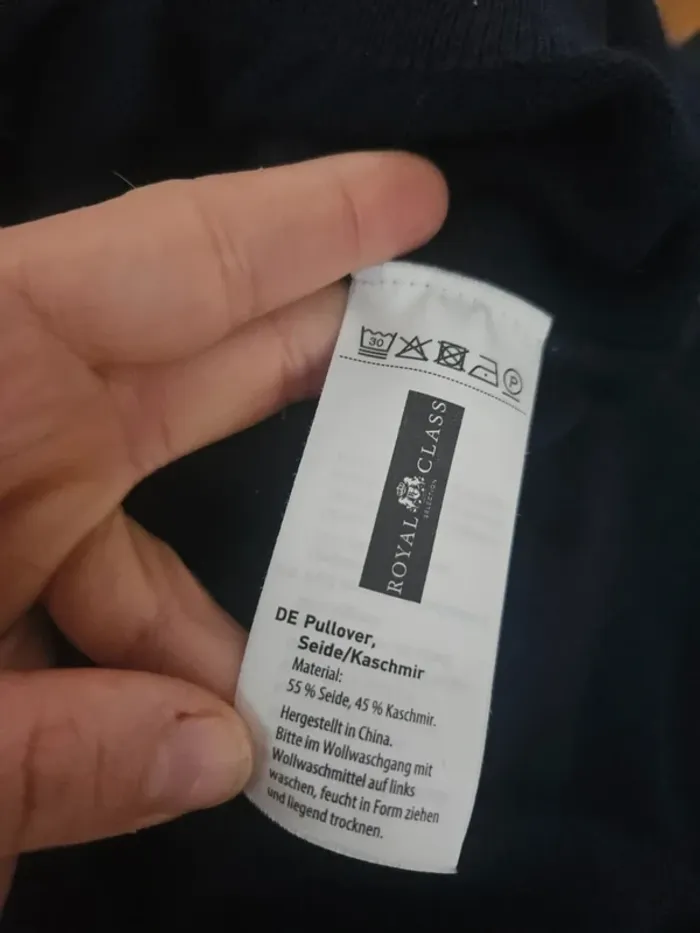 30
P
ROYAL CLASS
SELECTION
DE Pullover,
Seide/Kaschmir
Material:
55 % Seide, 45 % Kaschmir.
Hergestellt in China.
Bitte im Wollwaschgang mit
Wollwaschmittel auf links
waschen, feucht in Form ziehen
und liegend trocknen.